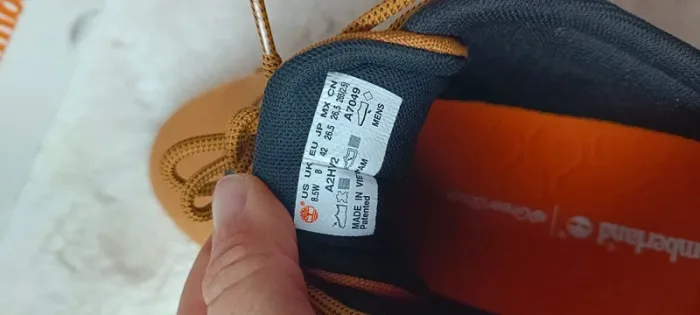 US UK EU JP MX CN
8.5W 8 42 26.5 26.5 265(2.5)
A7049
MENS
MADE IN VIETNAM
Patented